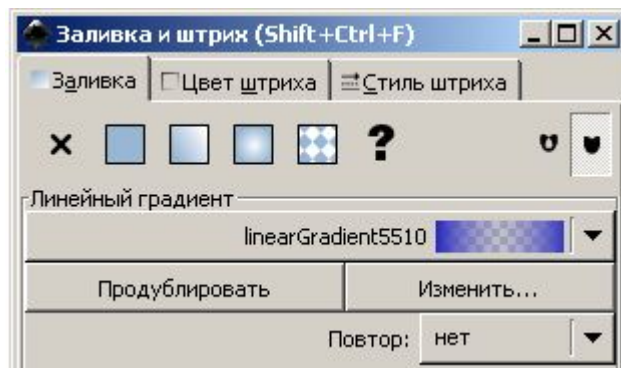 Заливка и штрих (Shift+Ctrl+F)
Заливка Цвет штриха Стиль штриха
?
Линейный градиент
linearGradient5510
Продублировать Изменить...
Повтор: нет